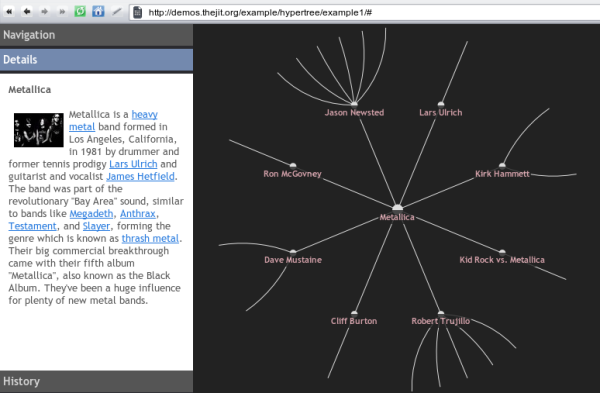 http://demos.thejit.org/example/hypertree/example1/#
Navigation
Details
Metallica
Metallica is a heavy
metal band formed in
Los Angeles, California,
in 1981 by drummer and
former tennis prodigy Lars Ulrich and
guitarist and vocalist James Hetfield.
The band was part of the
revolutionary "Bay Area" sound, similar
to bands like Megadeth, Anthrax,
Testament, and Slayer, forming the
genre which is known as thrash metal.
Their big commercial breakthrough
came with their fifth album
"Metallica", also known as the Black
Album. They've been a huge influence
for plenty of new metal bands.
History
Jason Newsted
Lars Ulrich
Ron McGovney
Kirk Hammett
Metallica
Dave Mustaine
Kid Rock vs. Metallica
Cliff Burton
Robert Trujillo